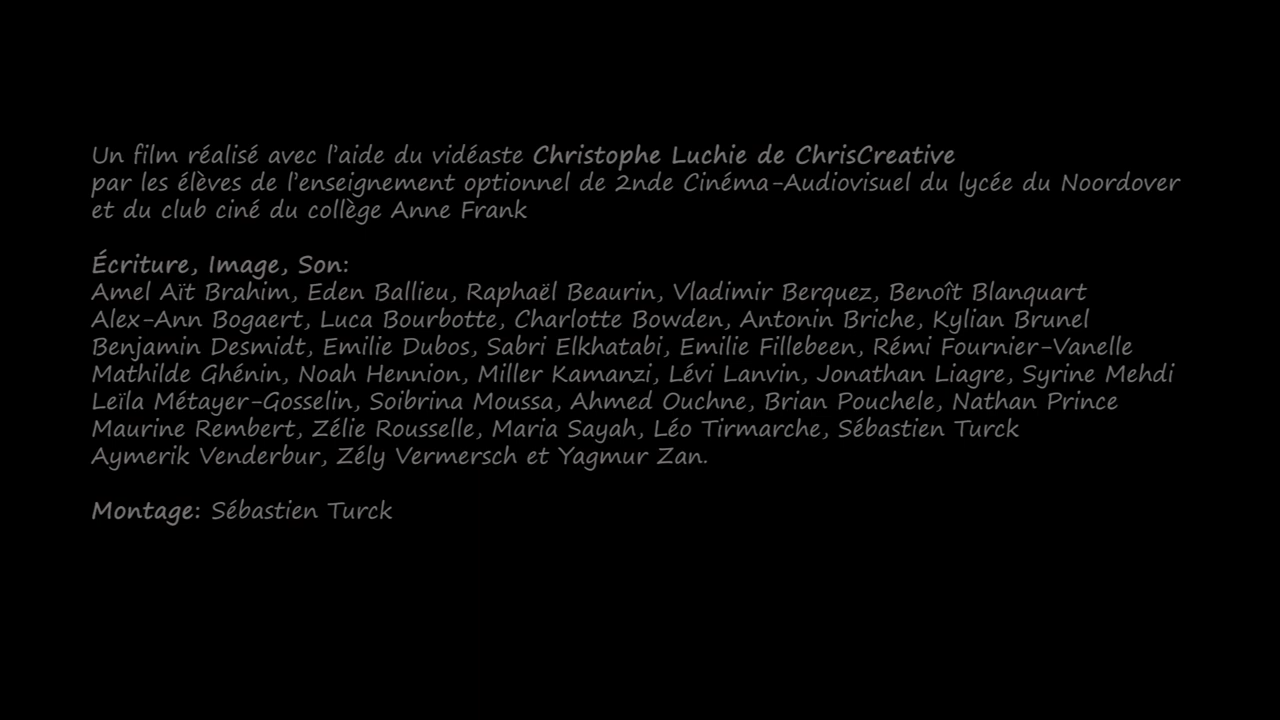 Un film réalisé avec l’aide du vidéaste Christophe Luchie de ChrisCreative
par les élèves de l’enseignement optionnel de 2nde Cinéma-Audiovisuel du lycée du Noordover
et du club ciné du collège Anne Frank
Écriture, Image, Son:
Amel Aït Brahim, Eden Ballieu, Raphaël Beaurin, Vladimir Berquez, Benoît Blanquart
Alex-Ann Bogaert, Luca Bourbotte, Charlotte Bowden, Antonin Briche, Kylian Brunel
Benjamin Desmidt, Emilie Dubos, Sabri Elkhatabi, Emilie Fillebeen, Rémi Fournier-Vanelle
Mathilde Ghénin, Noah Hennion, Miller Kamanzi, Lévi Lanvin, Jonathan Liagre, Syrine Mehdi
Leïla Métayer-Gosselin, Soibrina Moussa, Ahmed Ouchne, Brian Pouchele, Nathan Prince
Maurine Rembert, Zélie Rousselle, Maria Sayah, Léo Tirmarche, Sébastien Turck
Aymerik Venderbur, Zély Vermersch et Yagmur Zan.
Montage: Sébastien Turck